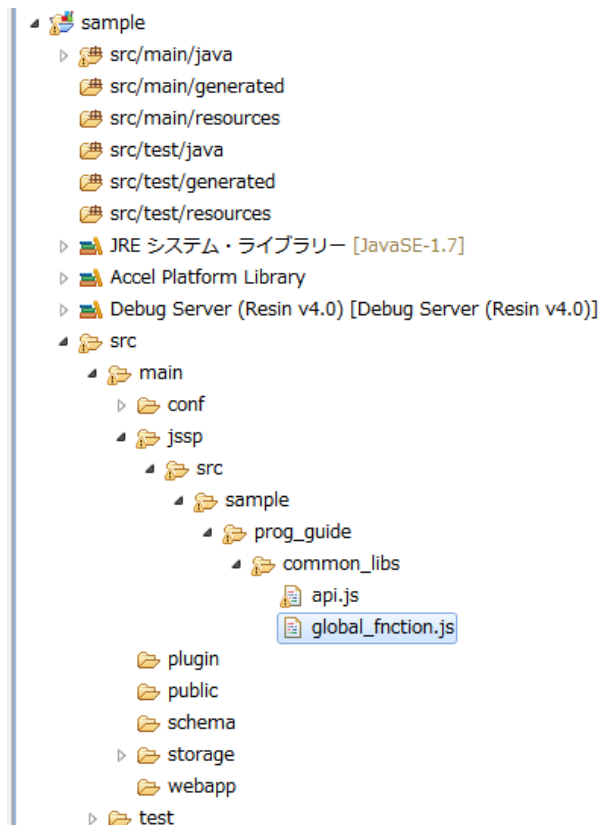 sample
src/main/java
src/main/generated
src/main/resources
src/test/java
src/test/generated
src/test/resources
JRE システム・ライブラリー [JavaSE-1.7]
Accel Platform Library
Debug Server (Resin v4.0) [Debug Server (Resin v4.0)]
src
main
conf
jssp
src
sample
prog_guide
common_libs
api.js
global_fnction.js
plugin
public
schema
storage
webapp
test